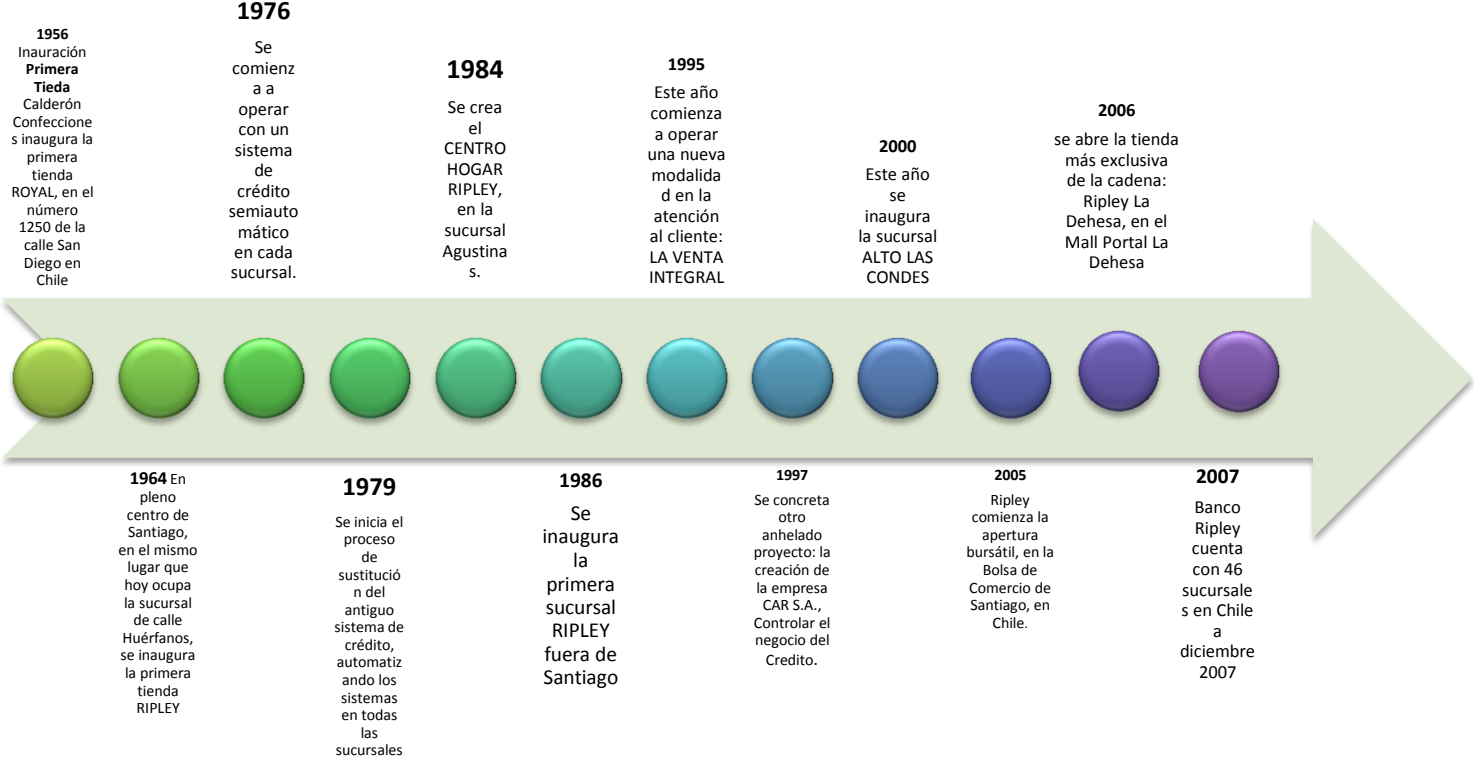 1956
Inauración
Primera
Tieda
Calderón
Confeccione
s inaugura la
primera
tienda
ROYAL, en el
número
1250 de la
calle San
Diego en
Chile
1964 En
pleno
centro de
Santiago,
en el mismo
lugar que
hoy ocupa
la sucursal
de calle
Huérfanos,
se inaugura
la primera
tienda
RIPLEY
1976
Se
comienz
a a
operar
con un
sistema
de
crédito
semiauto
mático
en cada
sucursal.
1979
Se inicia el
proceso
de
sustitució
n del
antiguo
sistema de
crédito,
automatiz
ando los
sistemas
en todas
las
sucursales
1984
Se crea
el
CENTRO
HOGAR
RIPLEY,
en la
sucursal
Agustina
s.
1986
Se
inaugura
la
primera
sucursal
RIPLEY
fuera de
Santiago
1995
Este año
comienza
a operar
una nueva
modalida
d en la
atención
al cliente:
LA VENTA
INTEGRAL
1997
Se concreta
otro
anhelado
proyecto: la
creación de
la empresa
CAR S.A.,
Controlar el
negocio del
Credito.
2000
Este año
se
inaugura
la sucursal
ALTO LAS
CONDES
2005
Ripley
comienza la
apertura
bursátil, en la
Bolsa de
Comercio de
Santiago, en
Chile.
2006
se abre la tienda
más exclusiva
de la cadena:
Ripley La
Dehesa, en el
Mall Portal La
Dehesa
2007
Banco
Ripley
cuenta
con 46
sucursale
s en Chile
a
diciembre
2007